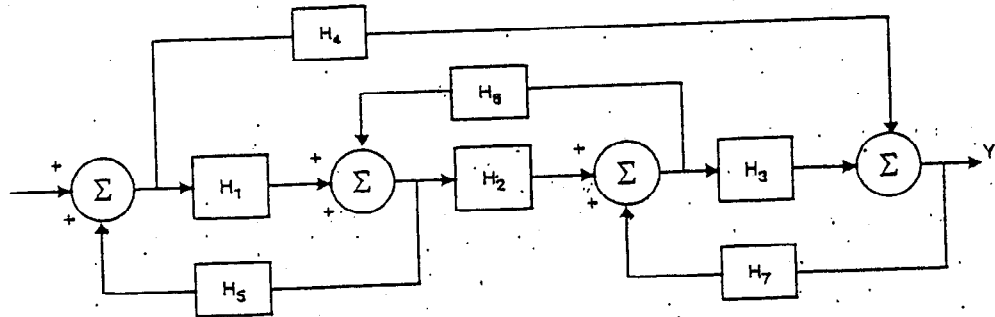 H₄
H₆
Y
+ + +
Σ H₁ Σ H₂ Σ H₃ Σ
+ + +
H₅ H₇